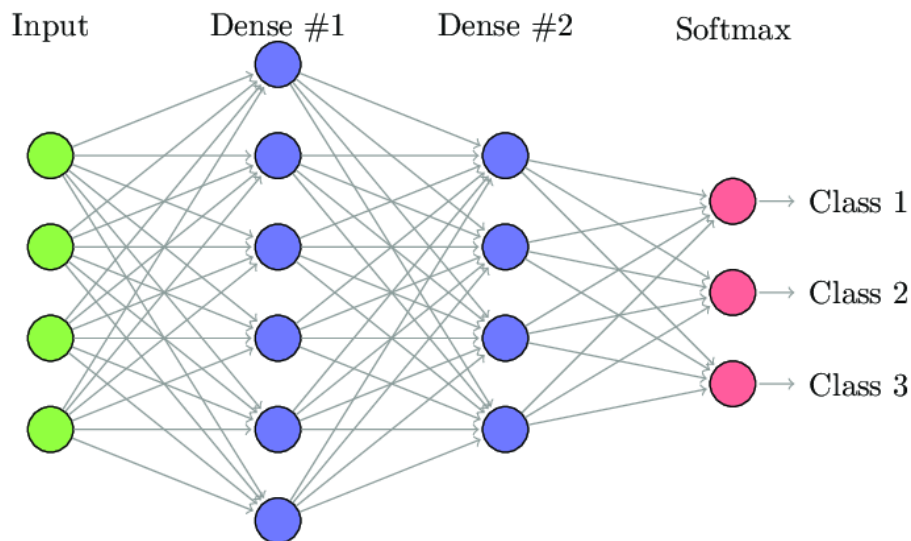 Input
Dense #1
Dense #2
Softmax
Class 1
Class 2
Class 3